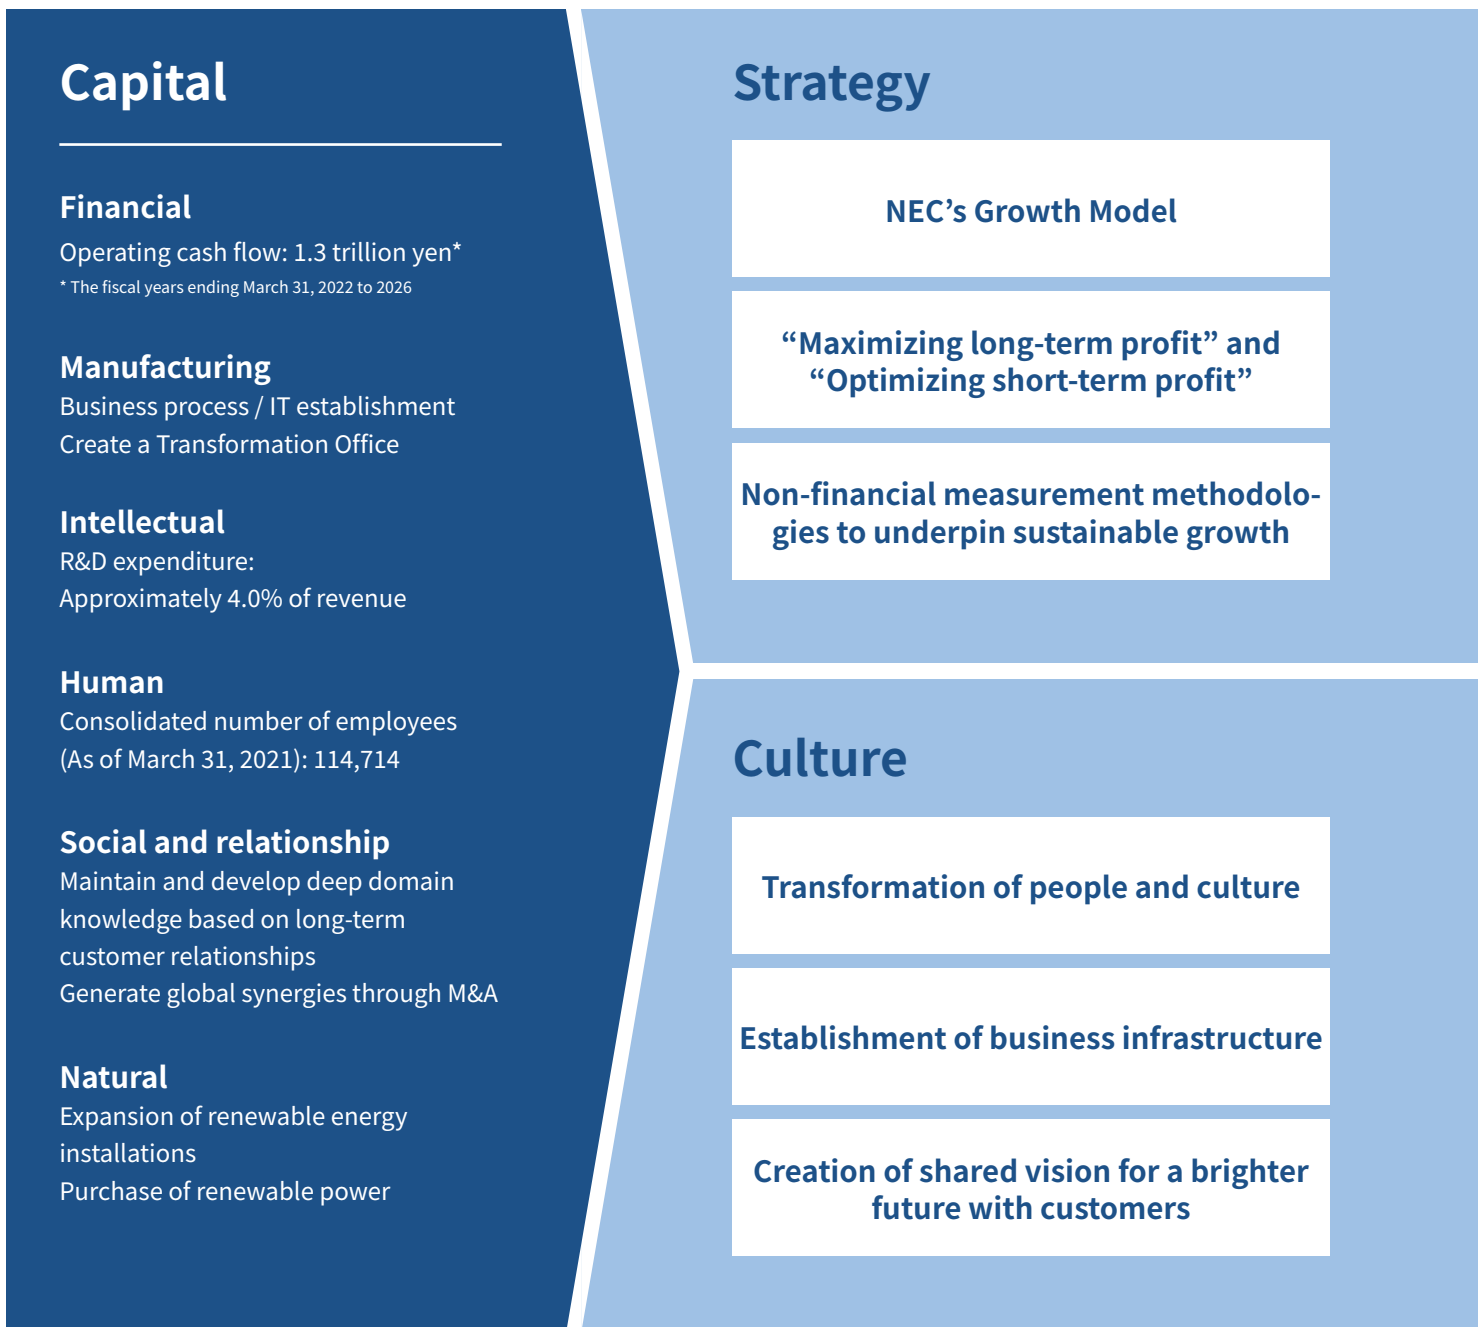 Capital
Financial
Operating cash flow: 1.3 trillion yen*
* The fiscal years ending March 31, 2022 to 2026
Manufacturing
Business process / IT establishment
Create a Transformation Office
Intellectual
R&D expenditure:
Approximately 4.0% of revenue
Human
Consolidated number of employees
(As of March 31, 2021): 114,714
Social and relationship
Maintain and develop deep domain
knowledge based on long-term
customer relationships
Generate global synergies through M&A
Natural
Expansion of renewable energy
installations
Purchase of renewable power
Strategy
NEC’s Growth Model
“Maximizing long-term profit” and
“Optimizing short-term profit”
Non-financial measurement methodolo-
gies to underpin sustainable growth
Culture
Transformation of people and culture
Establishment of business infrastructure
Creation of shared vision for a brighter
future with customers